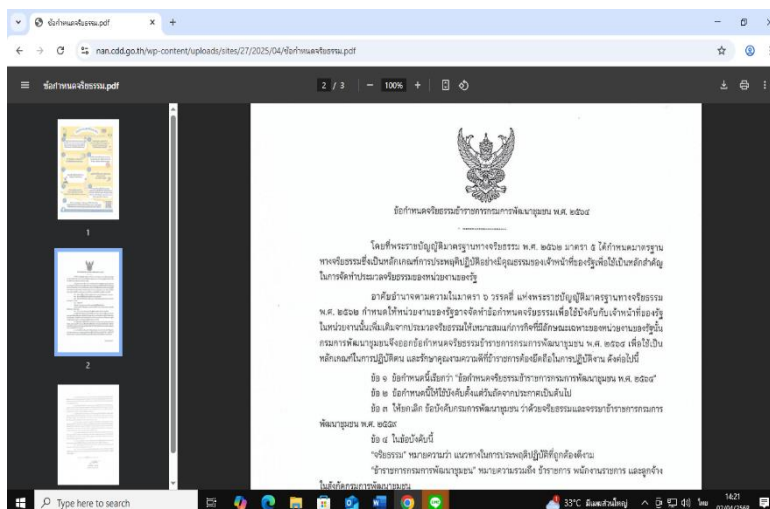 ข้อกำหนดจริยธรรม.pdf
nan.cdd.go.th/wp-content/uploads/sites/27/2025/04/ข้อกำหนดจริยธรรม.pdf
ข้อกำหนดจริยธรรม.pdf
2 / 3
100%
1
2
ข้อกำหนดจริยธรรมข้าราชการกรมการพัฒนาชุมชน พ.ศ. ๒๕๖๔
โดยที่พระราชบัญญัติมาตรฐานทางจริยธรรม พ.ศ. ๒๕๖๒ มาตรา ๕ ได้กำหนดมาตรฐาน
ทางจริยธรรมซึ่งเป็นหลักเกณฑ์การประพฤติปฏิบัติอย่างมีคุณธรรมของเจ้าหน้าที่ของรัฐเพื่อใช้เป็นหลักสำคัญ
ในการจัดทำประมวลจริยธรรมของหน่วยงานของรัฐ
อาศัยอำนาจตามความในมาตรา ๖ วรรคสี่ แห่งพระราชบัญญัติมาตรฐานทางจริยธรรม
พ.ศ. ๒๕๖๒ กำหนดให้หน่วยงานของรัฐอาจจัดทำข้อกำหนดจริยธรรมเพื่อใช้บังคับกับเจ้าหน้าที่ของรัฐ
ในหน่วยงานนั้นเพิ่มเติมจากประมวลจริยธรรมให้เหมาะสมแก่ภารกิจที่มีลักษณะเฉพาะของหน่วยงานของรัฐนั้น
กรมการพัฒนาชุมชนจึงออกข้อกำหนดจริยธรรมข้าราชการกรมการพัฒนาชุมชน พ.ศ. ๒๕๖๔ เพื่อใช้เป็น
หลักเกณฑ์ในการปฏิบัติตน และรักษาคุณงามความดีที่ข้าราชการต้องยึดถือในการปฏิบัติงาน ดังต่อไปนี้
ข้อ ๑ ข้อกำหนดนี้เรียกว่า "ข้อกำหนดจริยธรรมข้าราชการกรมการพัฒนาชุมชน พ.ศ. ๒๕๖๔"
ข้อ ๒ ข้อกำหนดนี้ให้ใช้บังคับตั้งแต่วันถัดจากประกาศเป็นต้นไป
ข้อ ๓ ให้ยกเลิก ข้อบังคับกรมการพัฒนาชุมชน ว่าด้วยจริยธรรมและจรรยาข้าราชการกรมการ
พัฒนาชุมชน พ.ศ. ๒๕๕๙
ข้อ ๔ ในข้อบังคับนี้
"จริยธรรม" หมายความว่า แนวทางในการประพฤติปฏิบัติที่ถูกต้องดีงาม
"ข้าราชการกรมการพัฒนาชุมชน" หมายความรวมถึง ข้าราชการ พนักงานราชการ และลูกจ้าง
ในสังกัดกรมการพัฒนาชุมชน
Type here to search
33°C มีแดดส่วนใหญ่
ไทย
14:21
02/04/2568